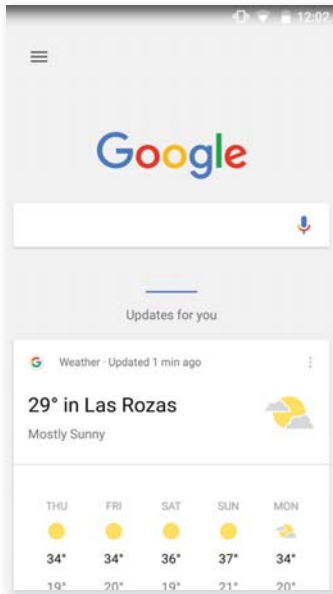 12:02
Google
Updates for you
G Weather · Updated 1 min ago
29° in Las Rozas
Mostly Sunny
THU FRI SAT SUN MON
34° 34° 36° 37° 34°
19° 20° 19° 21° 20°